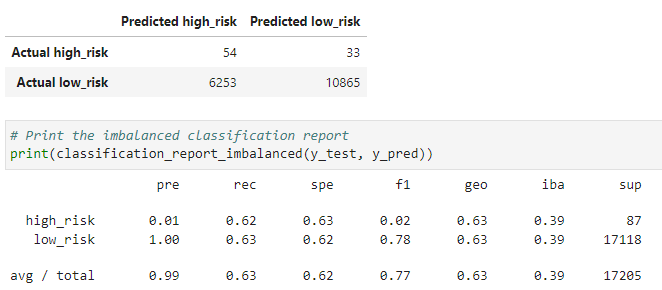 Predicted high_risk Predicted low_risk
Actual high_risk 54 33
Actual low_risk 6253 10865
# Print the imbalanced classification report
print(classification_report_imbalanced(y_test, y_pred))
pre rec spe f1 geo iba sup
high_risk 0.01 0.62 0.63 0.02 0.63 0.39 87
low_risk 1.00 0.63 0.62 0.78 0.63 0.39 17118
avg / total 0.99 0.63 0.62 0.77 0.63 0.39 17205